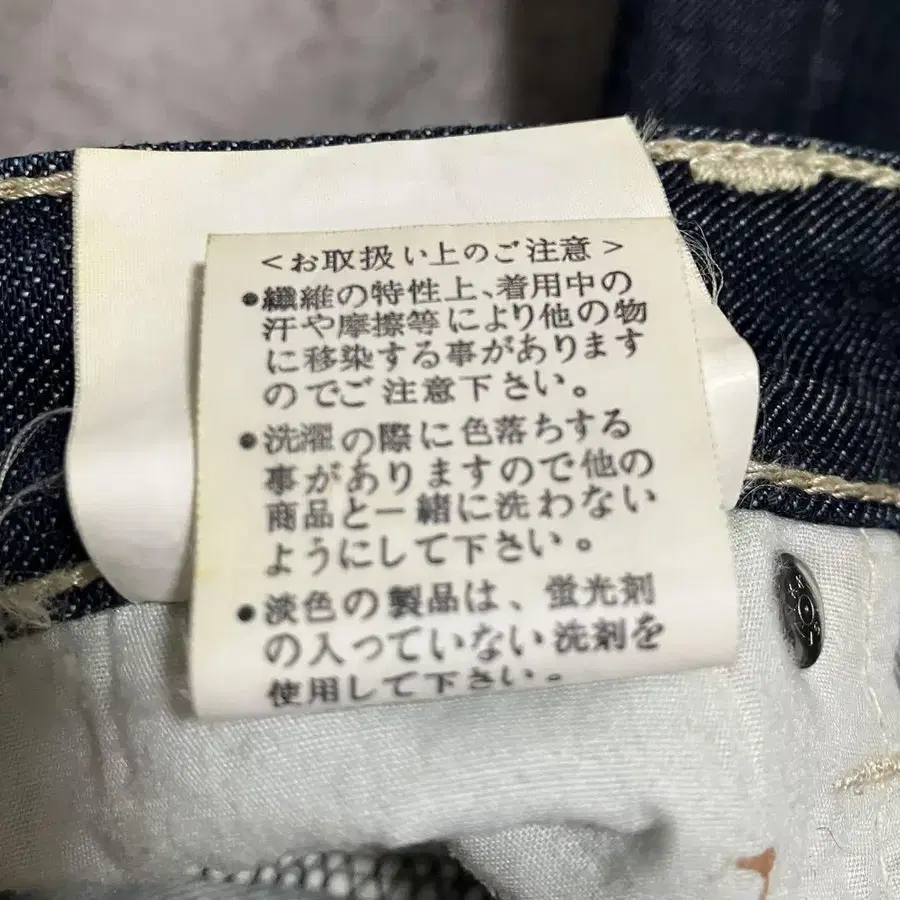 <お取扱い上のご注意>
●繊維の特性上、着用中の
汗や摩擦等により他の物
に移染する事があります
のでご注意下さい。
●洗濯の際に色落ちする
事がありますので他の
商品と一緒に洗わない
ようにして下さい。
●淡色の製品は、蛍光剤
の入っていない洗剤を
使用して下さい。